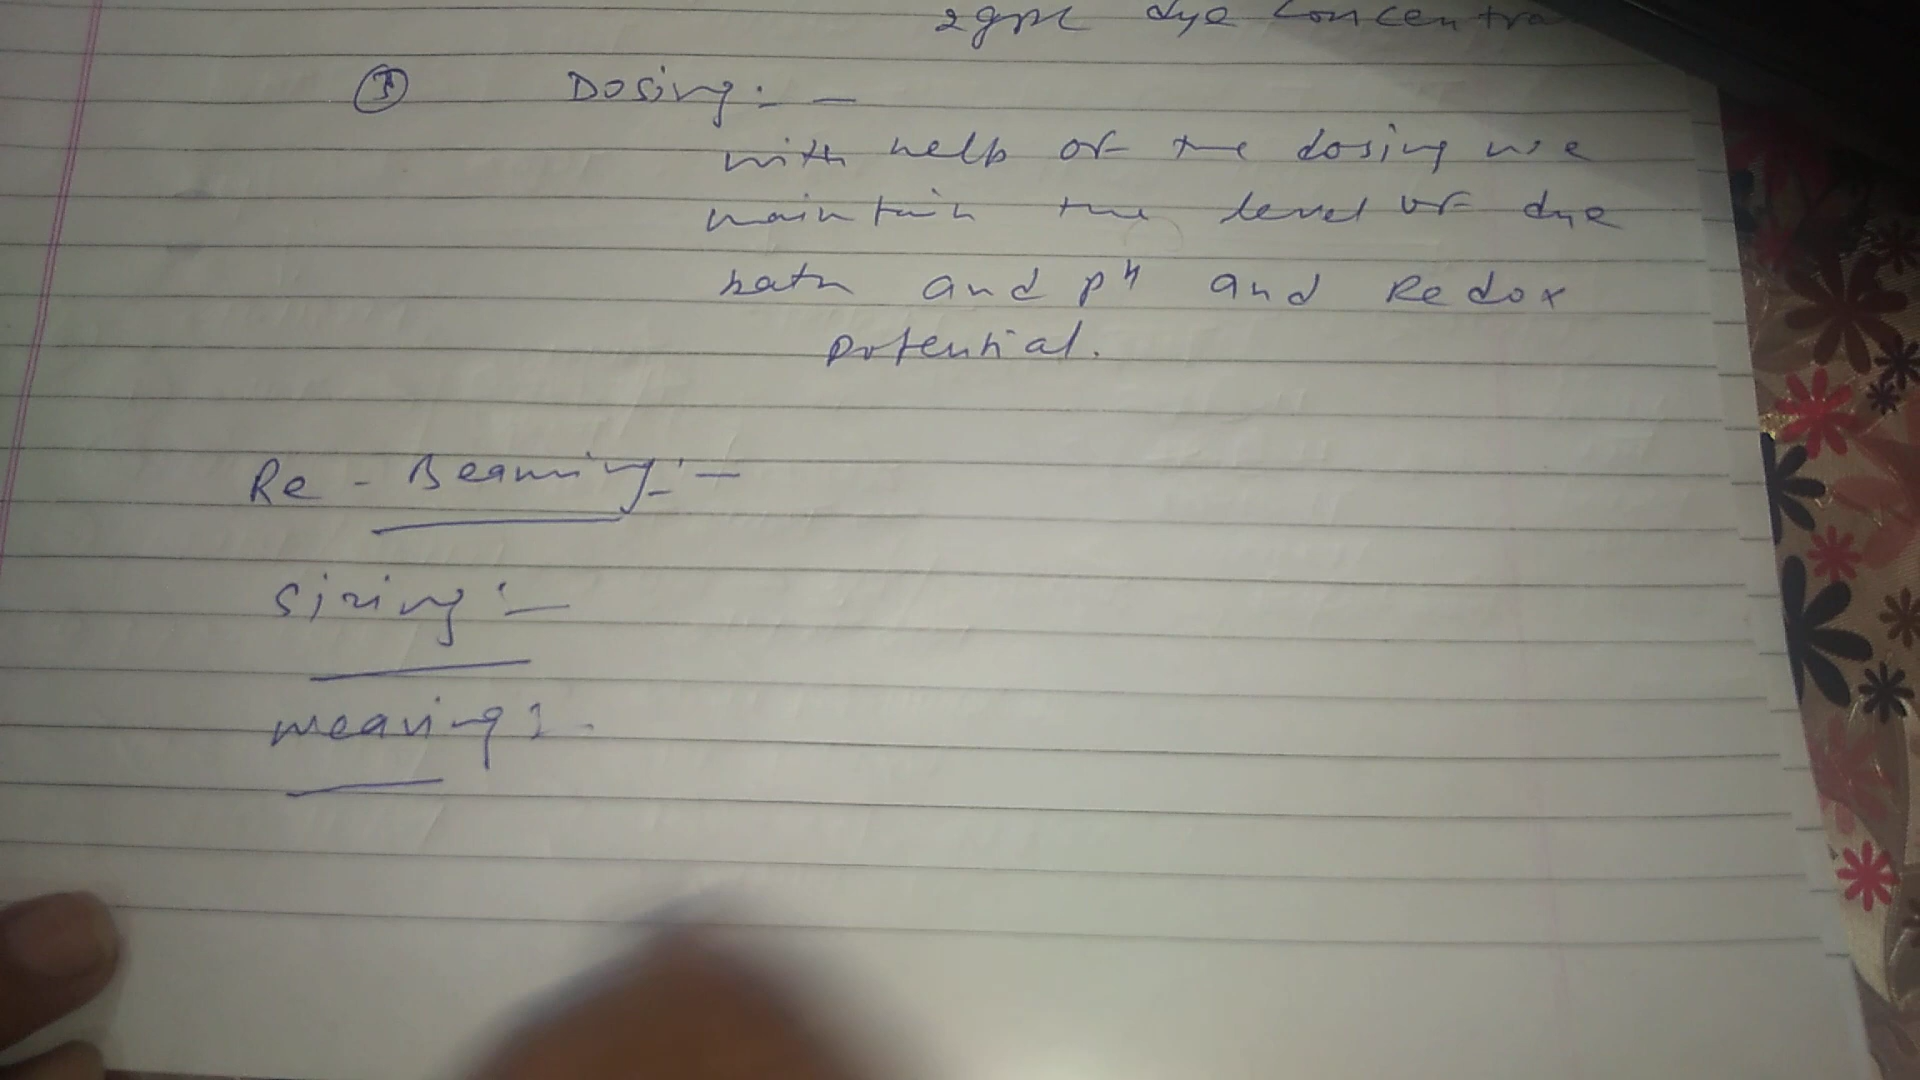 2gpl dye concentra
③ Dosing:-
with help of the dosing we
maintain the level of dye
bath and pH and Redox
potential.
Re-Beaming:-
Sizing:-
weaving:-